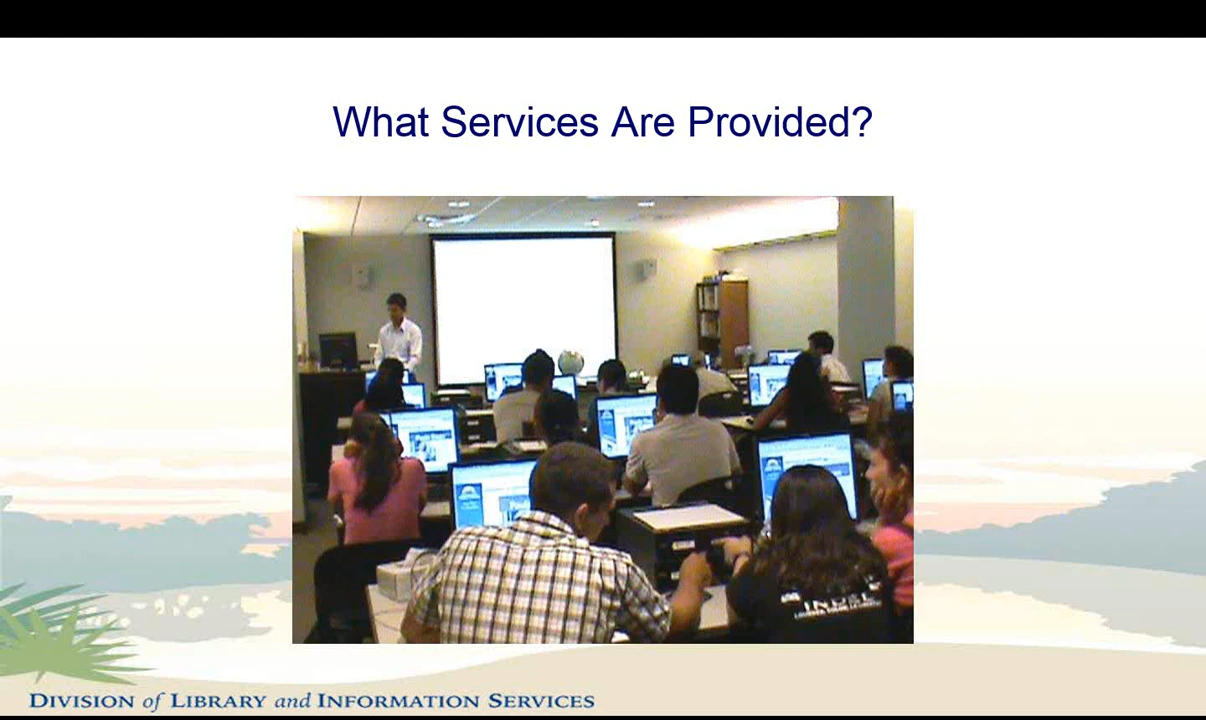 What Services Are Provided?
DIVISION of LIBRARY and INFORMATION SERVICES